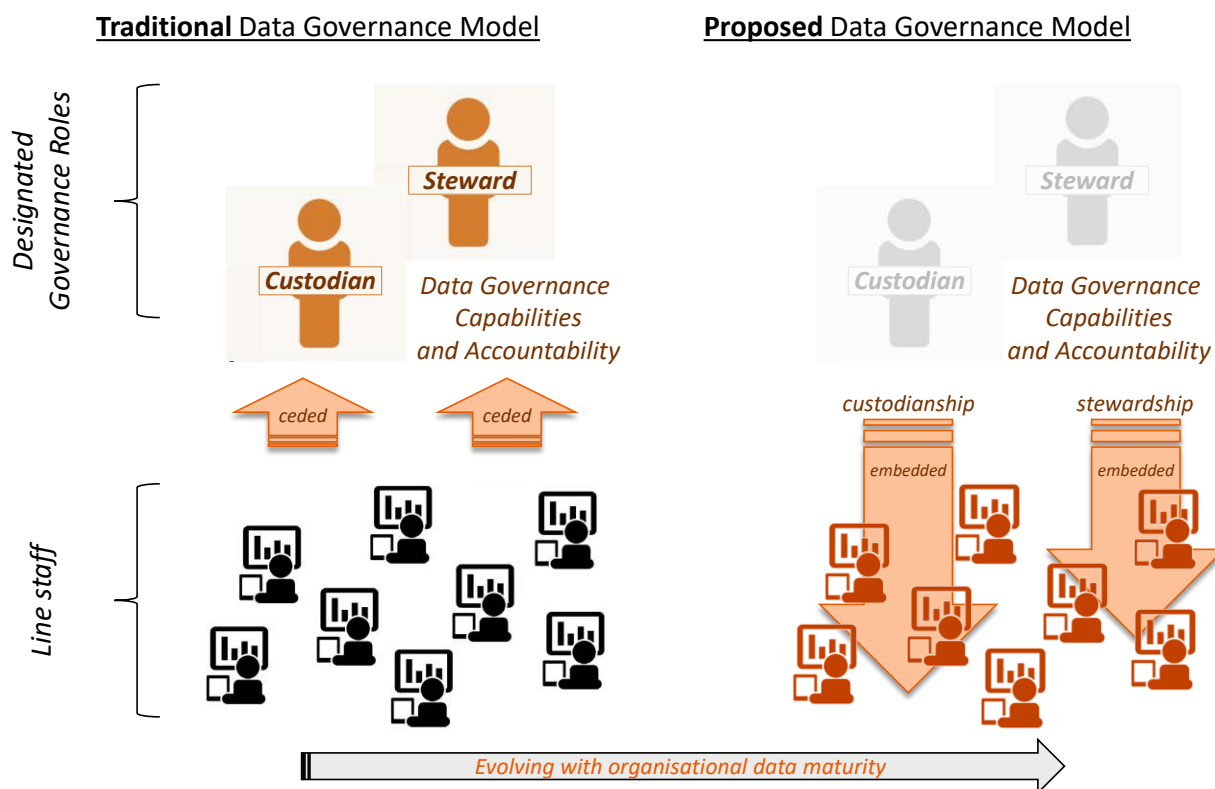 Traditional Data Governance Model
Designated
Governance Roles
Steward
Custodian
Data Governance
Capabilities
and Accountability
ceded
ceded
Line staff
Proposed Data Governance Model
Steward
Custodian
Data Governance
Capabilities
and Accountability
custodianship
stewardship
embedded
embedded
Evolving with organisational data maturity